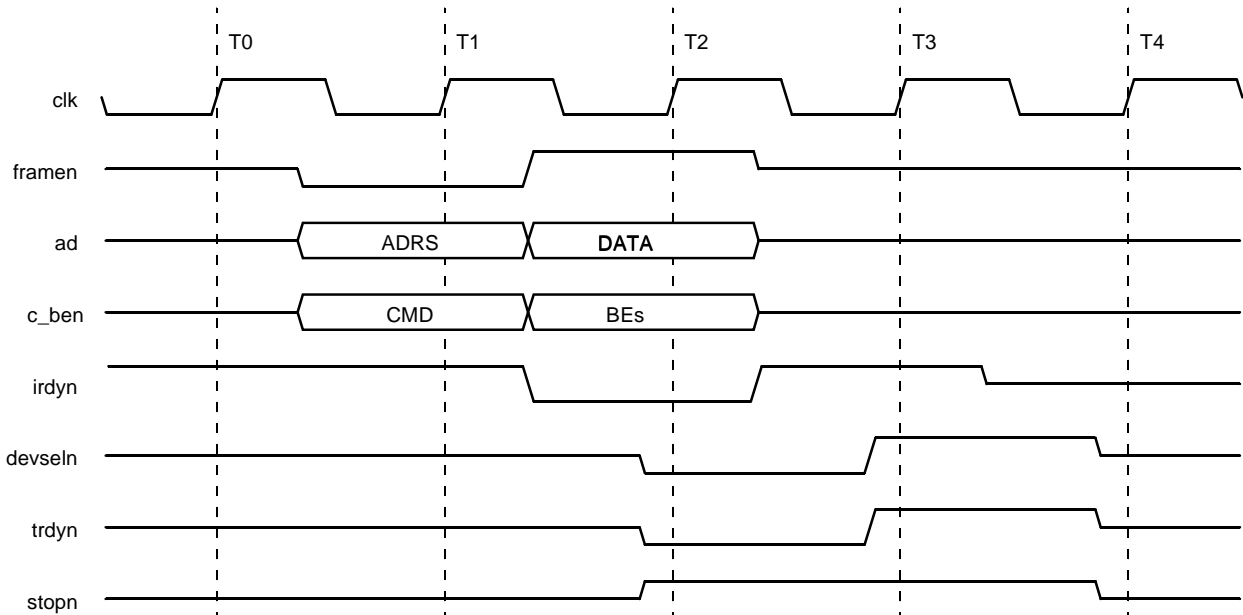 T0 T1 T2 T3 T4
clk
framen
ad ADRS DATA
c_ben CMD BEs
irdyn
devseln
trdyn
stopn